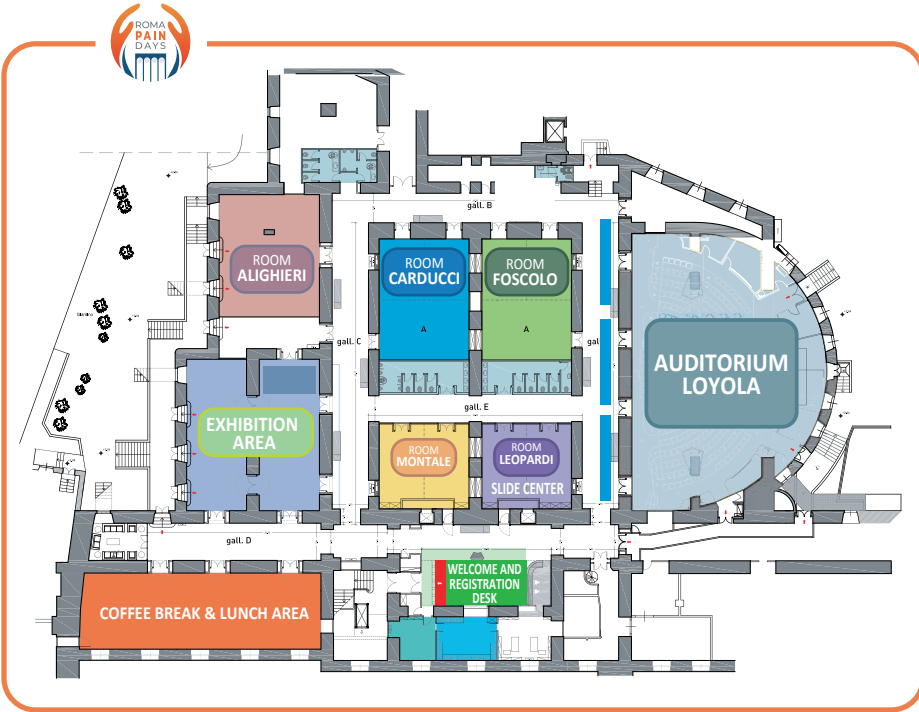 ROMA
PAIN
DAYS
gall. B
ROOM
ALIGHIERI
ROOM
CARDUCCI
ROOM
FOSCOLO
A
A
gall. C
gal
AUDITORIUM
LOYOLA
EXHIBITION
AREA
gall. E
ROOM
MONTALE
ROOM
LEOPARDI
SLIDE CENTER
gall. D
WELCOME AND
REGISTRATION
DESK
COFFEE BREAK & LUNCH AREA